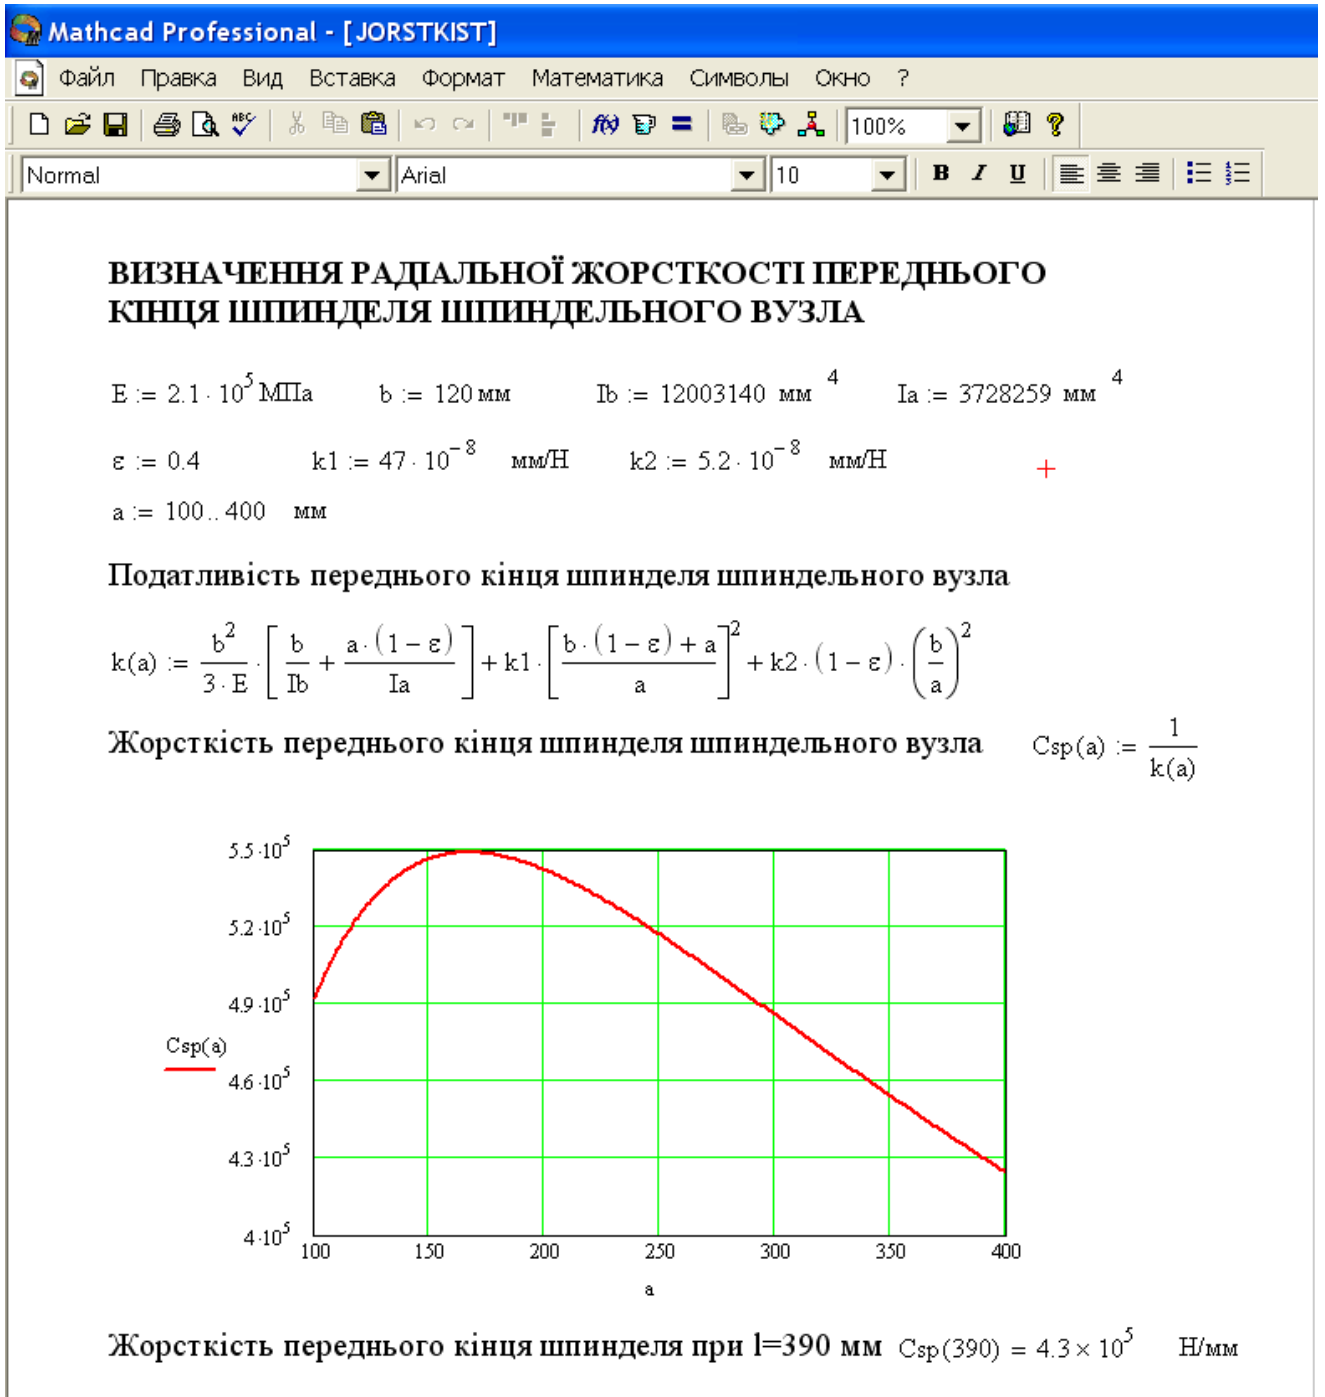 Mathcad Professional - [JORSTKIST]
Файл Правка Вид Вставка Формат Математика Символы Окно ?
ABC f(x) = 100% ?
Normal Arial 10 B I U
ВИЗНАЧЕННЯ РАДІАЛЬНОЇ ЖОРСТКОСТІ ПЕРЕДНЬОГО
КІНЦЯ ШПИНДЕЛЯ ШПИНДЕЛЬНОГО ВУЗЛА
E := 2.1 · 10^5 МПа b := 120 мм Ib := 12003140 мм ^4 Ia := 3728259 мм ^4
ε := 0.4 k1 := 47 · 10^-8 мм/Н k2 := 5.2 · 10^-8 мм/Н
a := 100 .. 400 мм
Податливість переднього кінця шпинделя шпиндельного вузла
k(a) := b^2/(3 · E) · [b/Ib + a · (1 − ε)/Ia] + k1 · [(b · (1 − ε) + a)/a]^2 + k2 · (1 − ε) · (b/a)^2
Жорсткість переднього кінця шпинделя шпиндельного вузла Csp(a) := 1/k(a)
5.5·10^5
5.2·10^5
4.9·10^5
Csp(a)
4.6·10^5
4.3·10^5
4·10^5
100 150 200 250 300 350 400
a
Жорсткість переднього кінця шпинделя при l=390 мм Csp(390) = 4.3 × 10^5 Н/мм